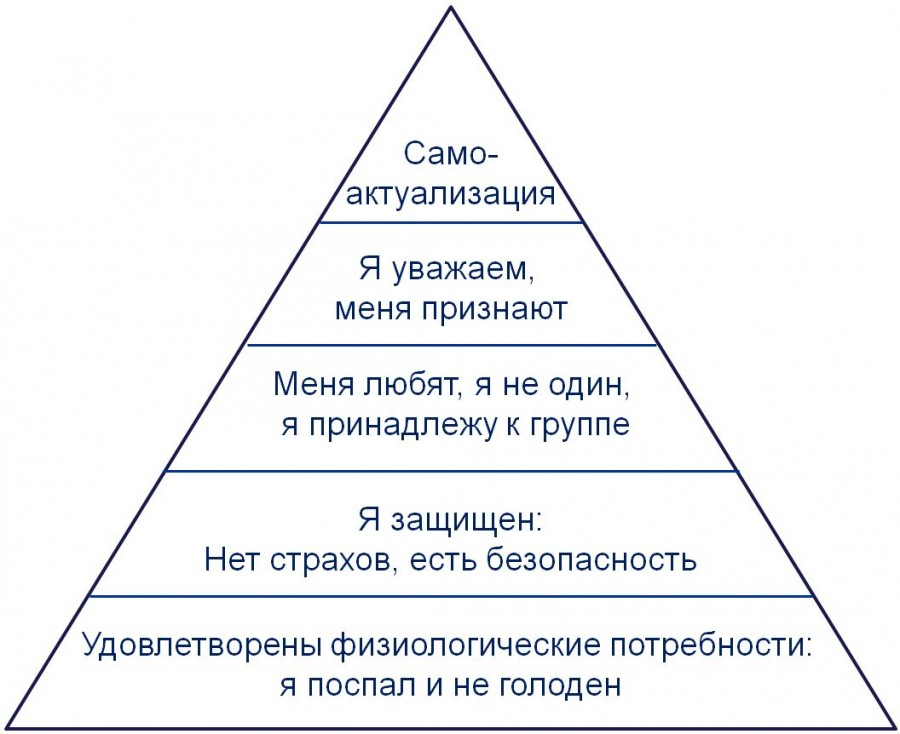 Само-
актуализация
Я уважаем,
меня признают
Меня любят, я не один,
я принадлежу к группе
Я защищен:
Нет страхов, есть безопасность
Удовлетворены физиологические потребности:
я поспал и не голоден